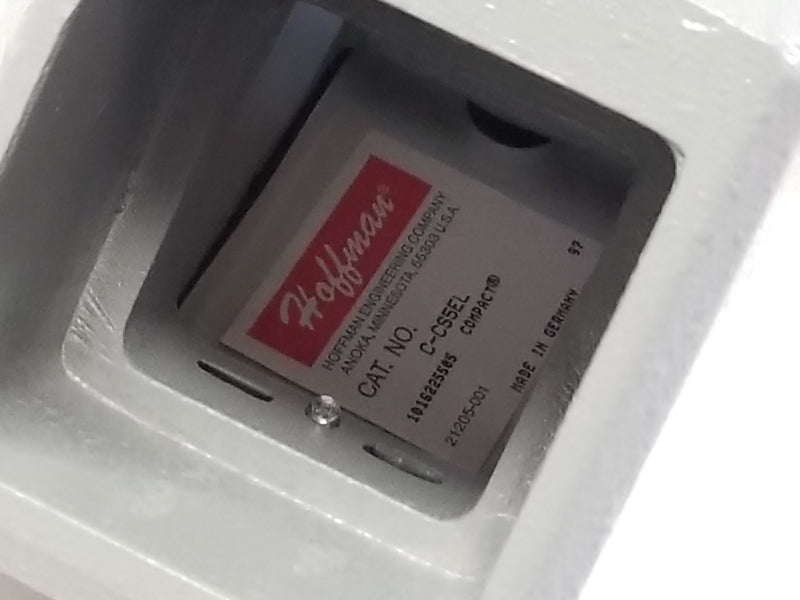 Hoffman®
HOFFMAN ENGINEERING COMPANY
ANOKA, MINNESOTA, 55303 U.S.A.
CAT. NO.
C-CS5EL
1016225505 COMPACT®
21205-001
MADE IN GERMANY 97